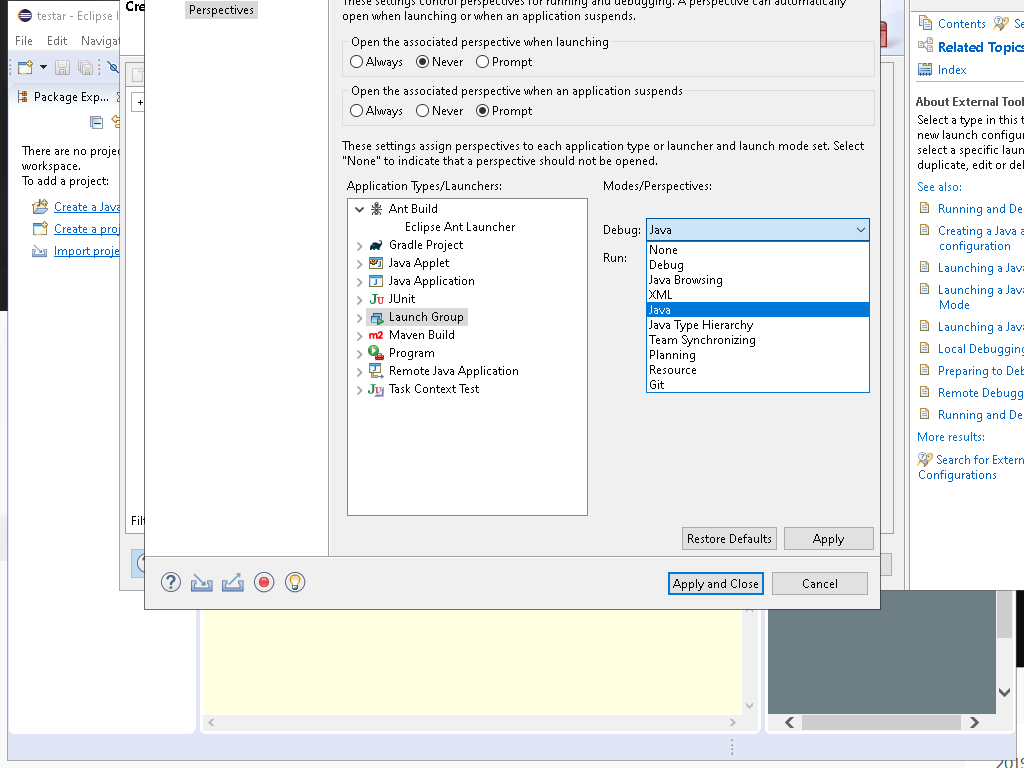 testar - Eclipse I
File Edit Navigat
Package Exp...
There are no proje
workspace.
To add a project:
Create a Java
Create a proj
Import proje
Cre
Filt
Perspectives
These settings control perspectives for running and debugging. A perspective can automatically
open when launching or when an application suspends.
Open the associated perspective when launching
Always Never Prompt
Open the associated perspective when an application suspends
Always Never Prompt
These settings assign perspectives to each application type or launcher and launch mode set. Select
"None" to indicate that a perspective should not be opened.
Application Types/Launchers:
Ant Build
Eclipse Ant Launcher
Gradle Project
Java Applet
Java Application
JUnit
Launch Group
Maven Build
Program
Remote Java Application
Task Context Test
Modes/Perspectives:
Debug: Java
Run:
None
Debug
Java Browsing
XML
Java
Java Type Hierarchy
Team Synchronizing
Planning
Resource
Git
Restore Defaults Apply
Apply and Close Cancel
Contents Se
Related Topics
Index
About External Tool
Select a type in this t
new launch configur
select a specific laun
duplicate, edit or del
See also:
Running and De
Creating a Java a
configuration
Launching a Java
Launching a Java
Mode
Launching a Java
Local Debugging
Preparing to Deb
Remote Debugg
Running and De
More results:
Search for Extern
Configurations
2019